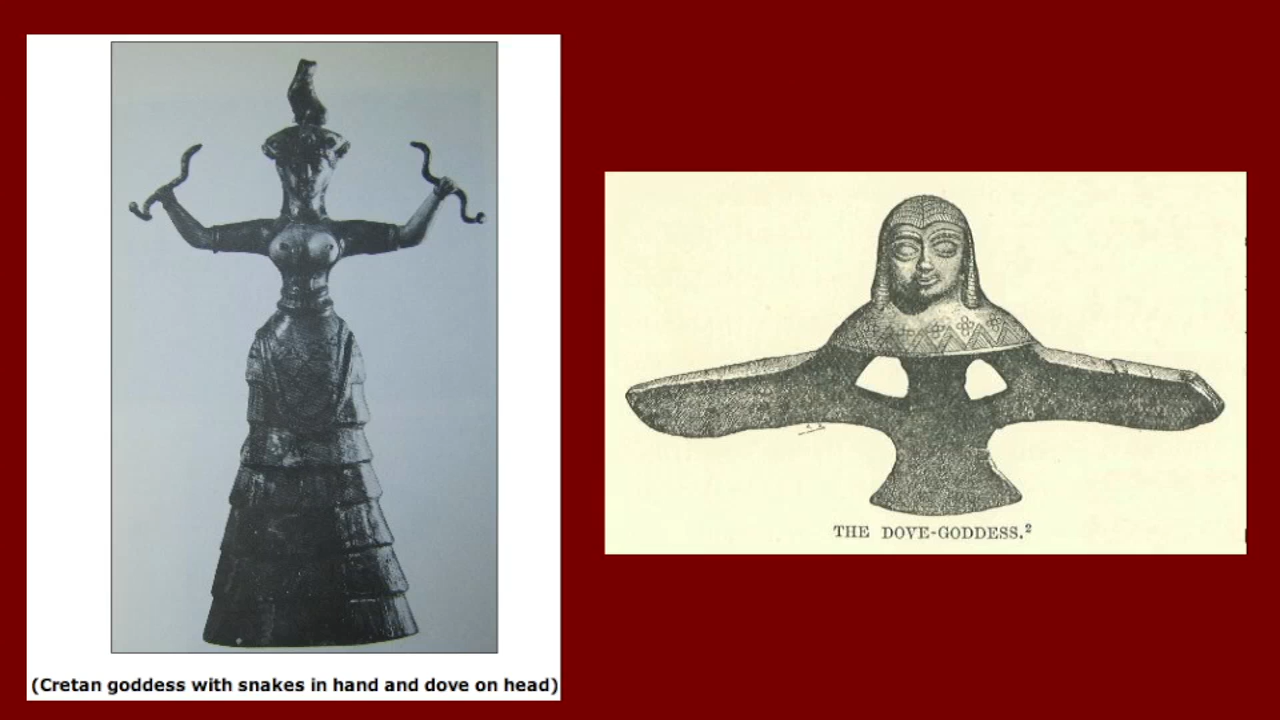 (Cretan goddess with snakes in hand and dove on head)
THE DOVE-GODDESS.²